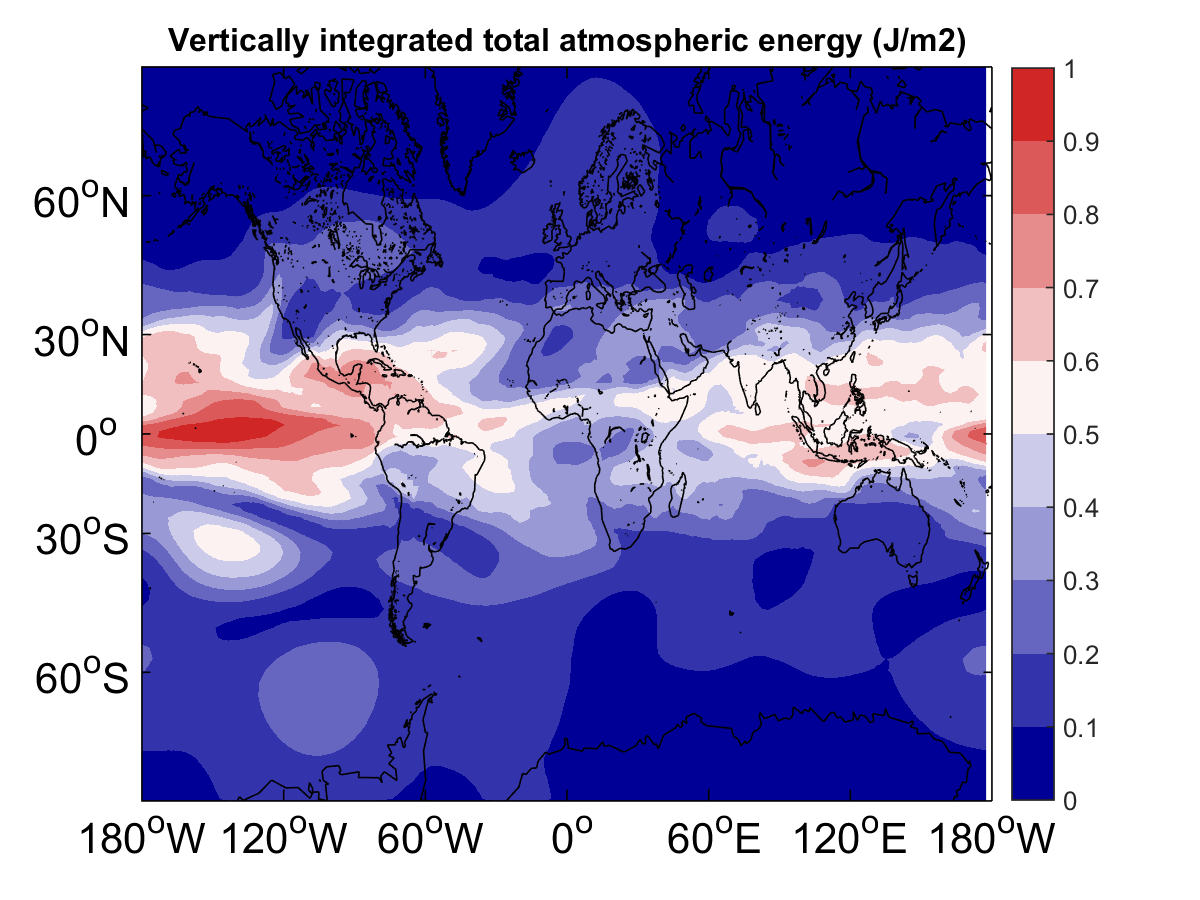 Vertically integrated total atmospheric energy (J/m2)
1
0.9
0.8
0.7
0.6
0.5
0.4
0.3
0.2
0.1
0
60°N
30°N
0°
30°S
60°S
180°W 120°W 60°W 0° 60°E 120°E 180°W